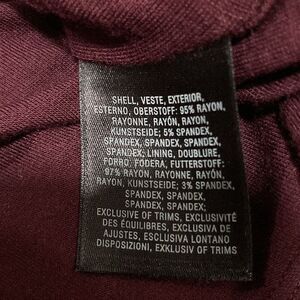 SHELL, VESTE, EXTERIOR,
ESTERNO, OBERSTOFF: 95% RAYON,
RAYONNE, RAYÓN, RAYON,
KUNSTSEIDE; 5% SPANDEX,
SPANDEX, SPANDEX, SPANDEX,
SPANDEX; LINING, DOUBLURE,
FORRO, FODERA, FUTTERSTOFF:
97% RAYON, RAYONNE, RAYÓN,
RAYON, KUNSTSEIDE; 3% SPANDEX,
SPANDEX, SPANDEX,
SPANDEX, SPANDEX;
EXCLUSIVE OF TRIMS, EXCLUSIVITÉ
DES ÉQUILIBRES, EXCLUSIVA DE
AJUSTES, EXCLUSIVA LONTANO
DISPOSIZIONI, EXKLUSIV OF TRIMS